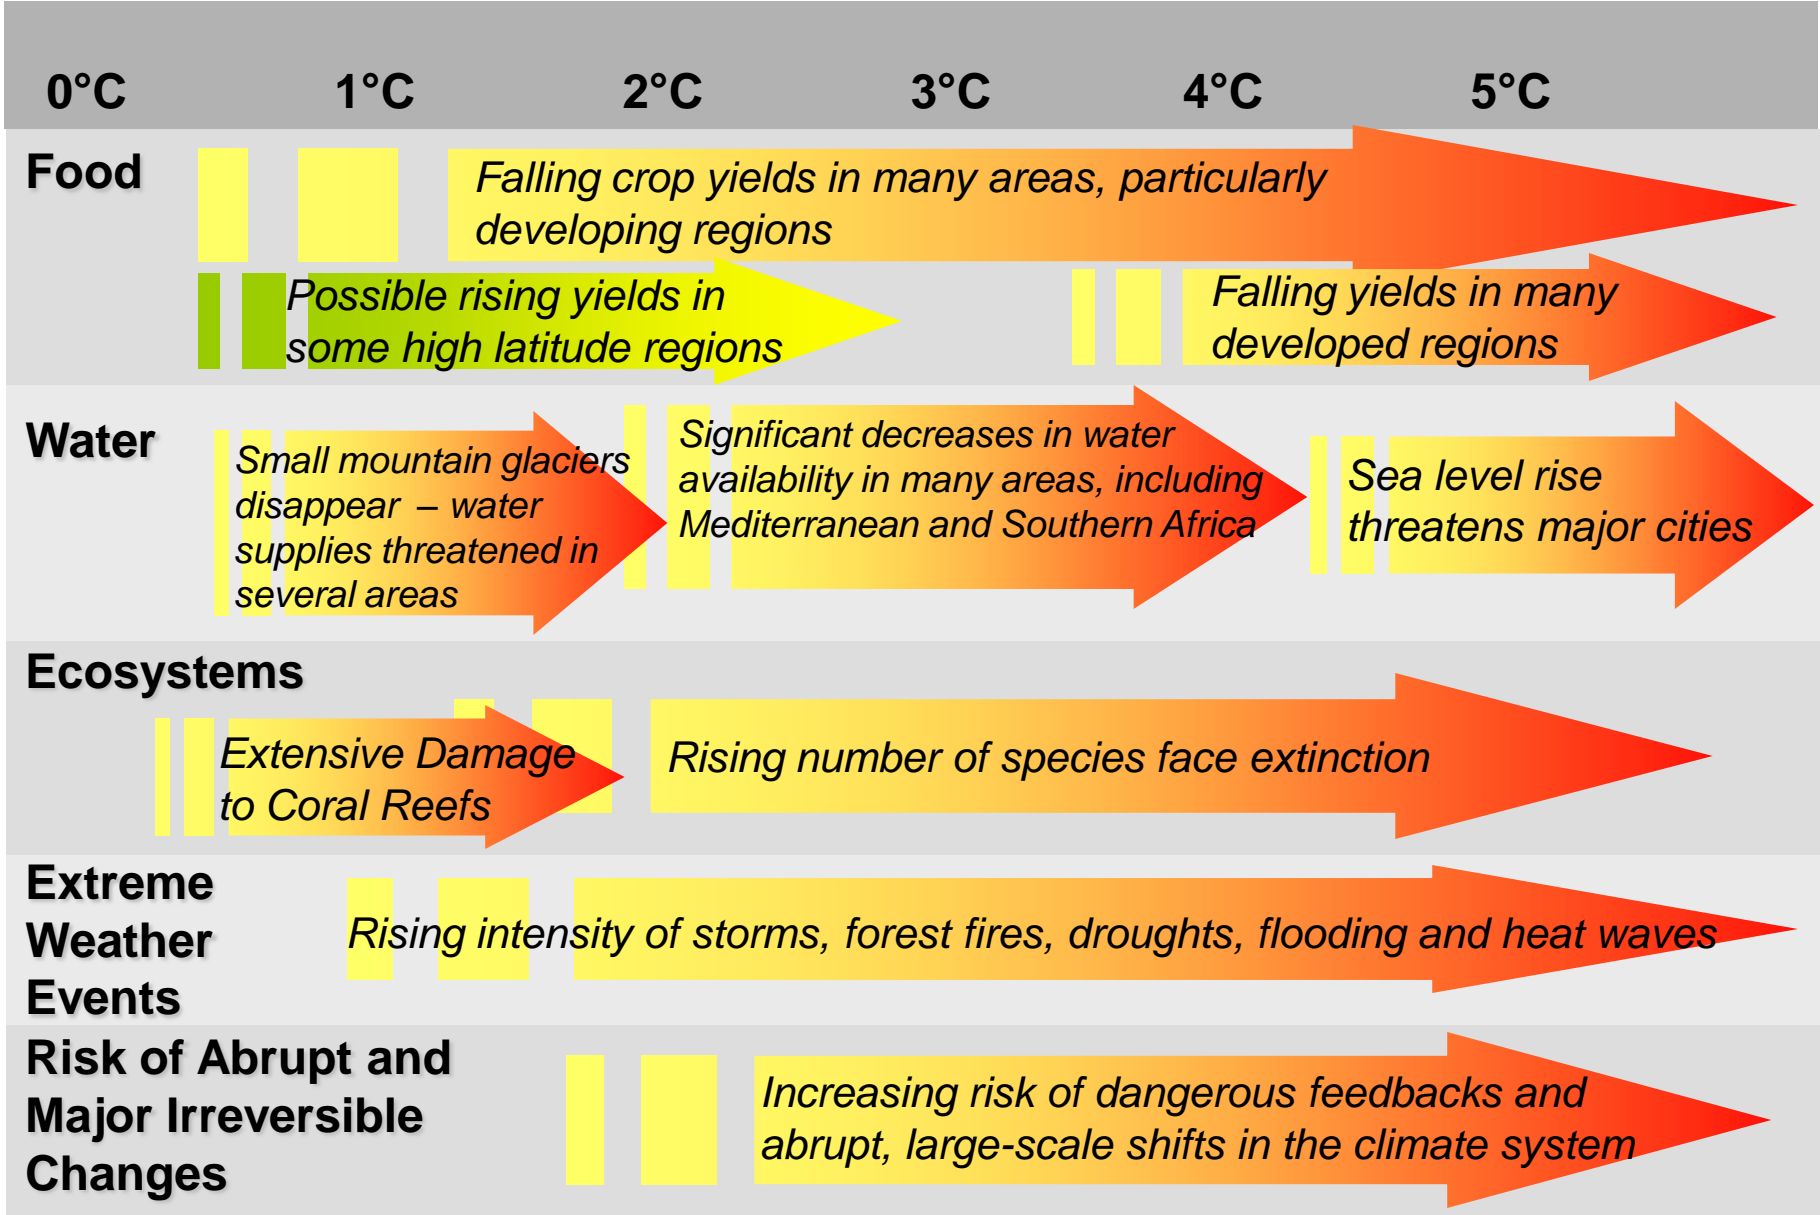 0°C 1°C 2°C 3°C 4°C 5°C
Food
Falling crop yields in many areas, particularly
developing regions
Possible rising yields in
some high latitude regions
Falling yields in many
developed regions
Water
Small mountain glaciers
disappear – water
supplies threatened in
several areas
Significant decreases in water
availability in many areas, including
Mediterranean and Southern Africa
Sea level rise
threatens major cities
Ecosystems
Extensive Damage
to Coral Reefs
Rising number of species face extinction
Extreme
Weather
Events
Rising intensity of storms, forest fires, droughts, flooding and heat waves
Risk of Abrupt and
Major Irreversible
Changes
Increasing risk of dangerous feedbacks and
abrupt, large-scale shifts in the climate system